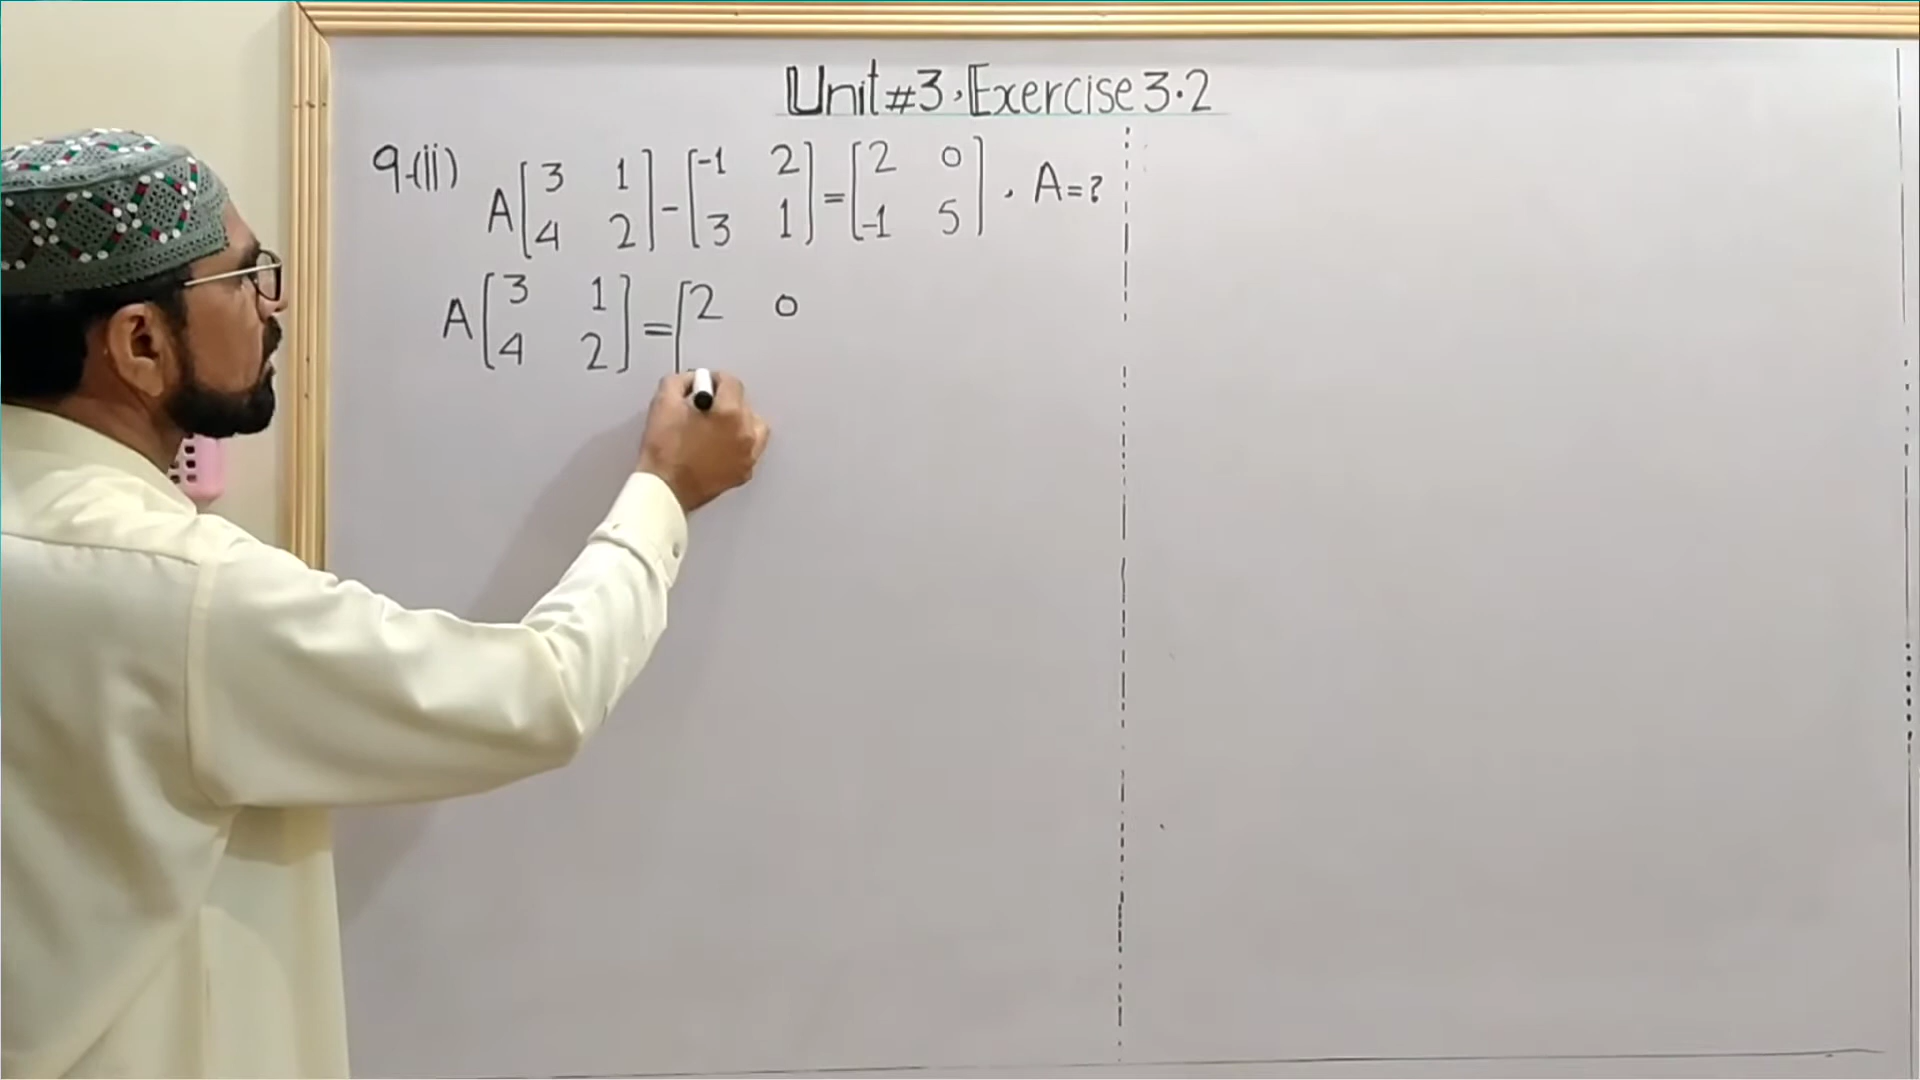 Unit#3, Exercise 3.2
9.(ii) A[3 1
4 2] - [-1 2
3 1] = [2 0
-1 5], A=?
A[3 1
4 2] = [2 0